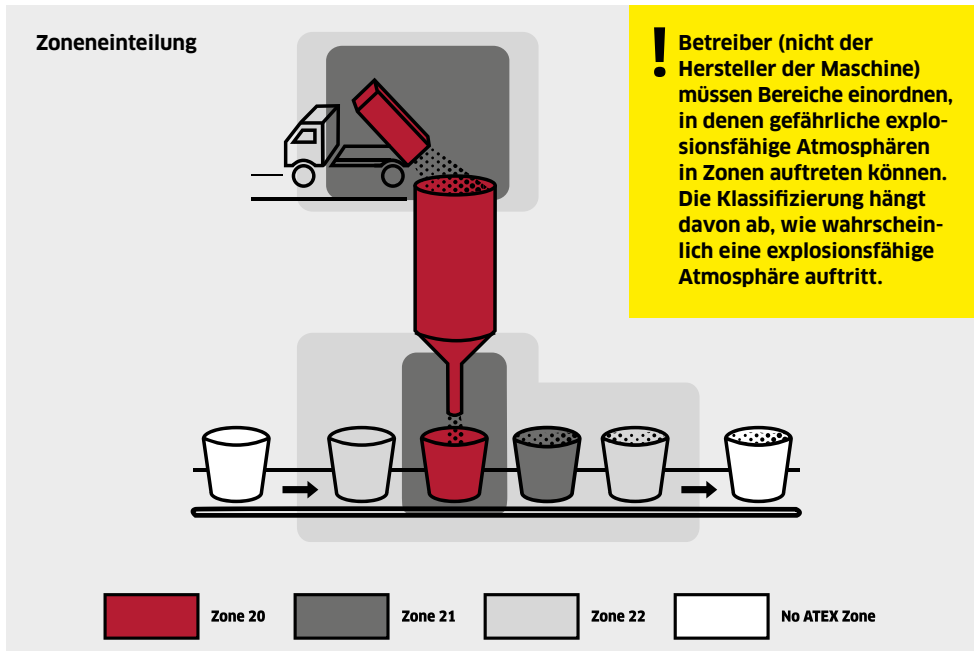 Zoneneinteilung
! Betreiber (nicht der
Hersteller der Maschine)
müssen Bereiche einordnen,
in denen gefährliche explo-
sionsfähige Atmosphären
in Zonen auftreten können.
Die Klassifizierung hängt
davon ab, wie wahrschein-
lich eine explosionsfähige
Atmosphäre auftritt.
Zone 20
Zone 21
Zone 22
No ATEX Zone